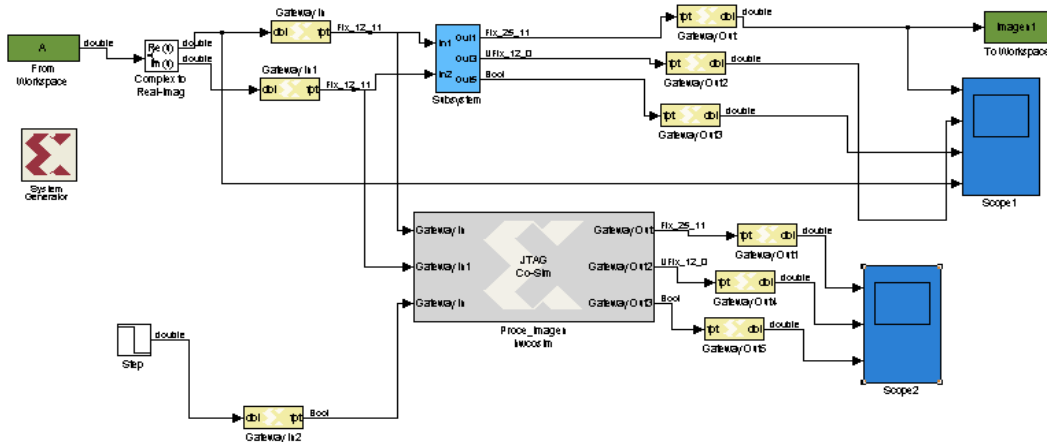 A
From
Workspace
double
Re(
Im(
Complex to
Real-Imag
double
double
Gateway In
dbl fpt
Fix_12_11
Gateway In1
dbl fpt
Fix_12_11
In1
In2
Out1
Out3
Out5
Subsystem
Fix_25_11
UFix_12_0
Bool
fpt dbl
Gateway Out
double
fpt dbl
Gateway Out2
double
fpt dbl
Gateway Out3
double
Imagen1
To Workspace
Scope1
System
Generator
Gateway In
Gateway In1
Gateway In
JTAG
Co-Sim
Gateway Out
Gateway Out2
Gateway Out3
Proce_Imagen
hwcosim
Fix_25_11
UFix_12_0
Bool
fpt dbl
Gateway Out1
double
fpt dbl
Gateway Out4
double
fpt dbl
Gateway Out5
double
Scope2
Step
double
dbl fpt
Gateway In2
Bool